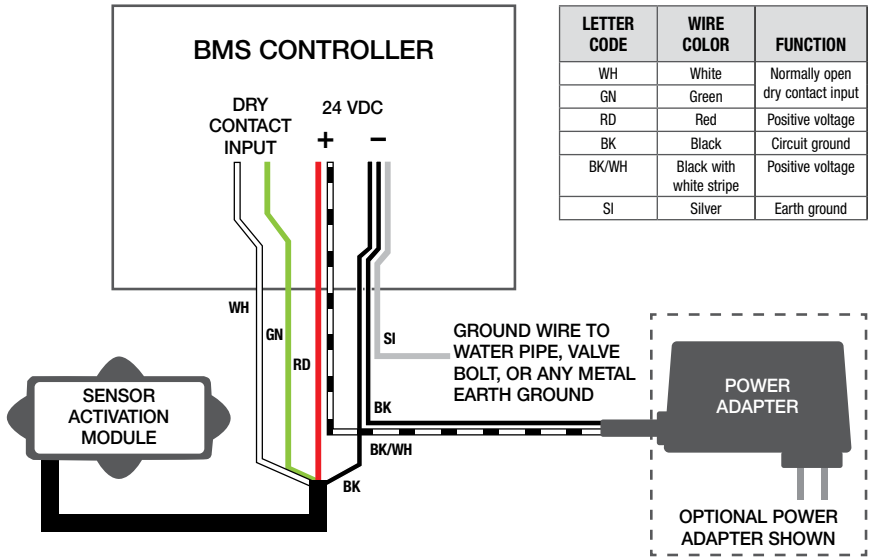 BMS CONTROLLER
DRY
CONTACT
INPUT
24 VDC
+
–
WH
GN
RD
SI
BK
BK/WH
BK
GROUND WIRE TO
WATER PIPE, VALVE
BOLT, OR ANY METAL
EARTH GROUND
SENSOR
ACTIVATION
MODULE
POWER
ADAPTER
OPTIONAL POWER
ADAPTER SHOWN
LETTER CODE WIRE COLOR FUNCTION
WH White Normally open
GN Green dry contact input
RD Red Positive voltage
BK Black Circuit ground
BK/WH Black with Positive voltage
white stripe
SI Silver Earth ground